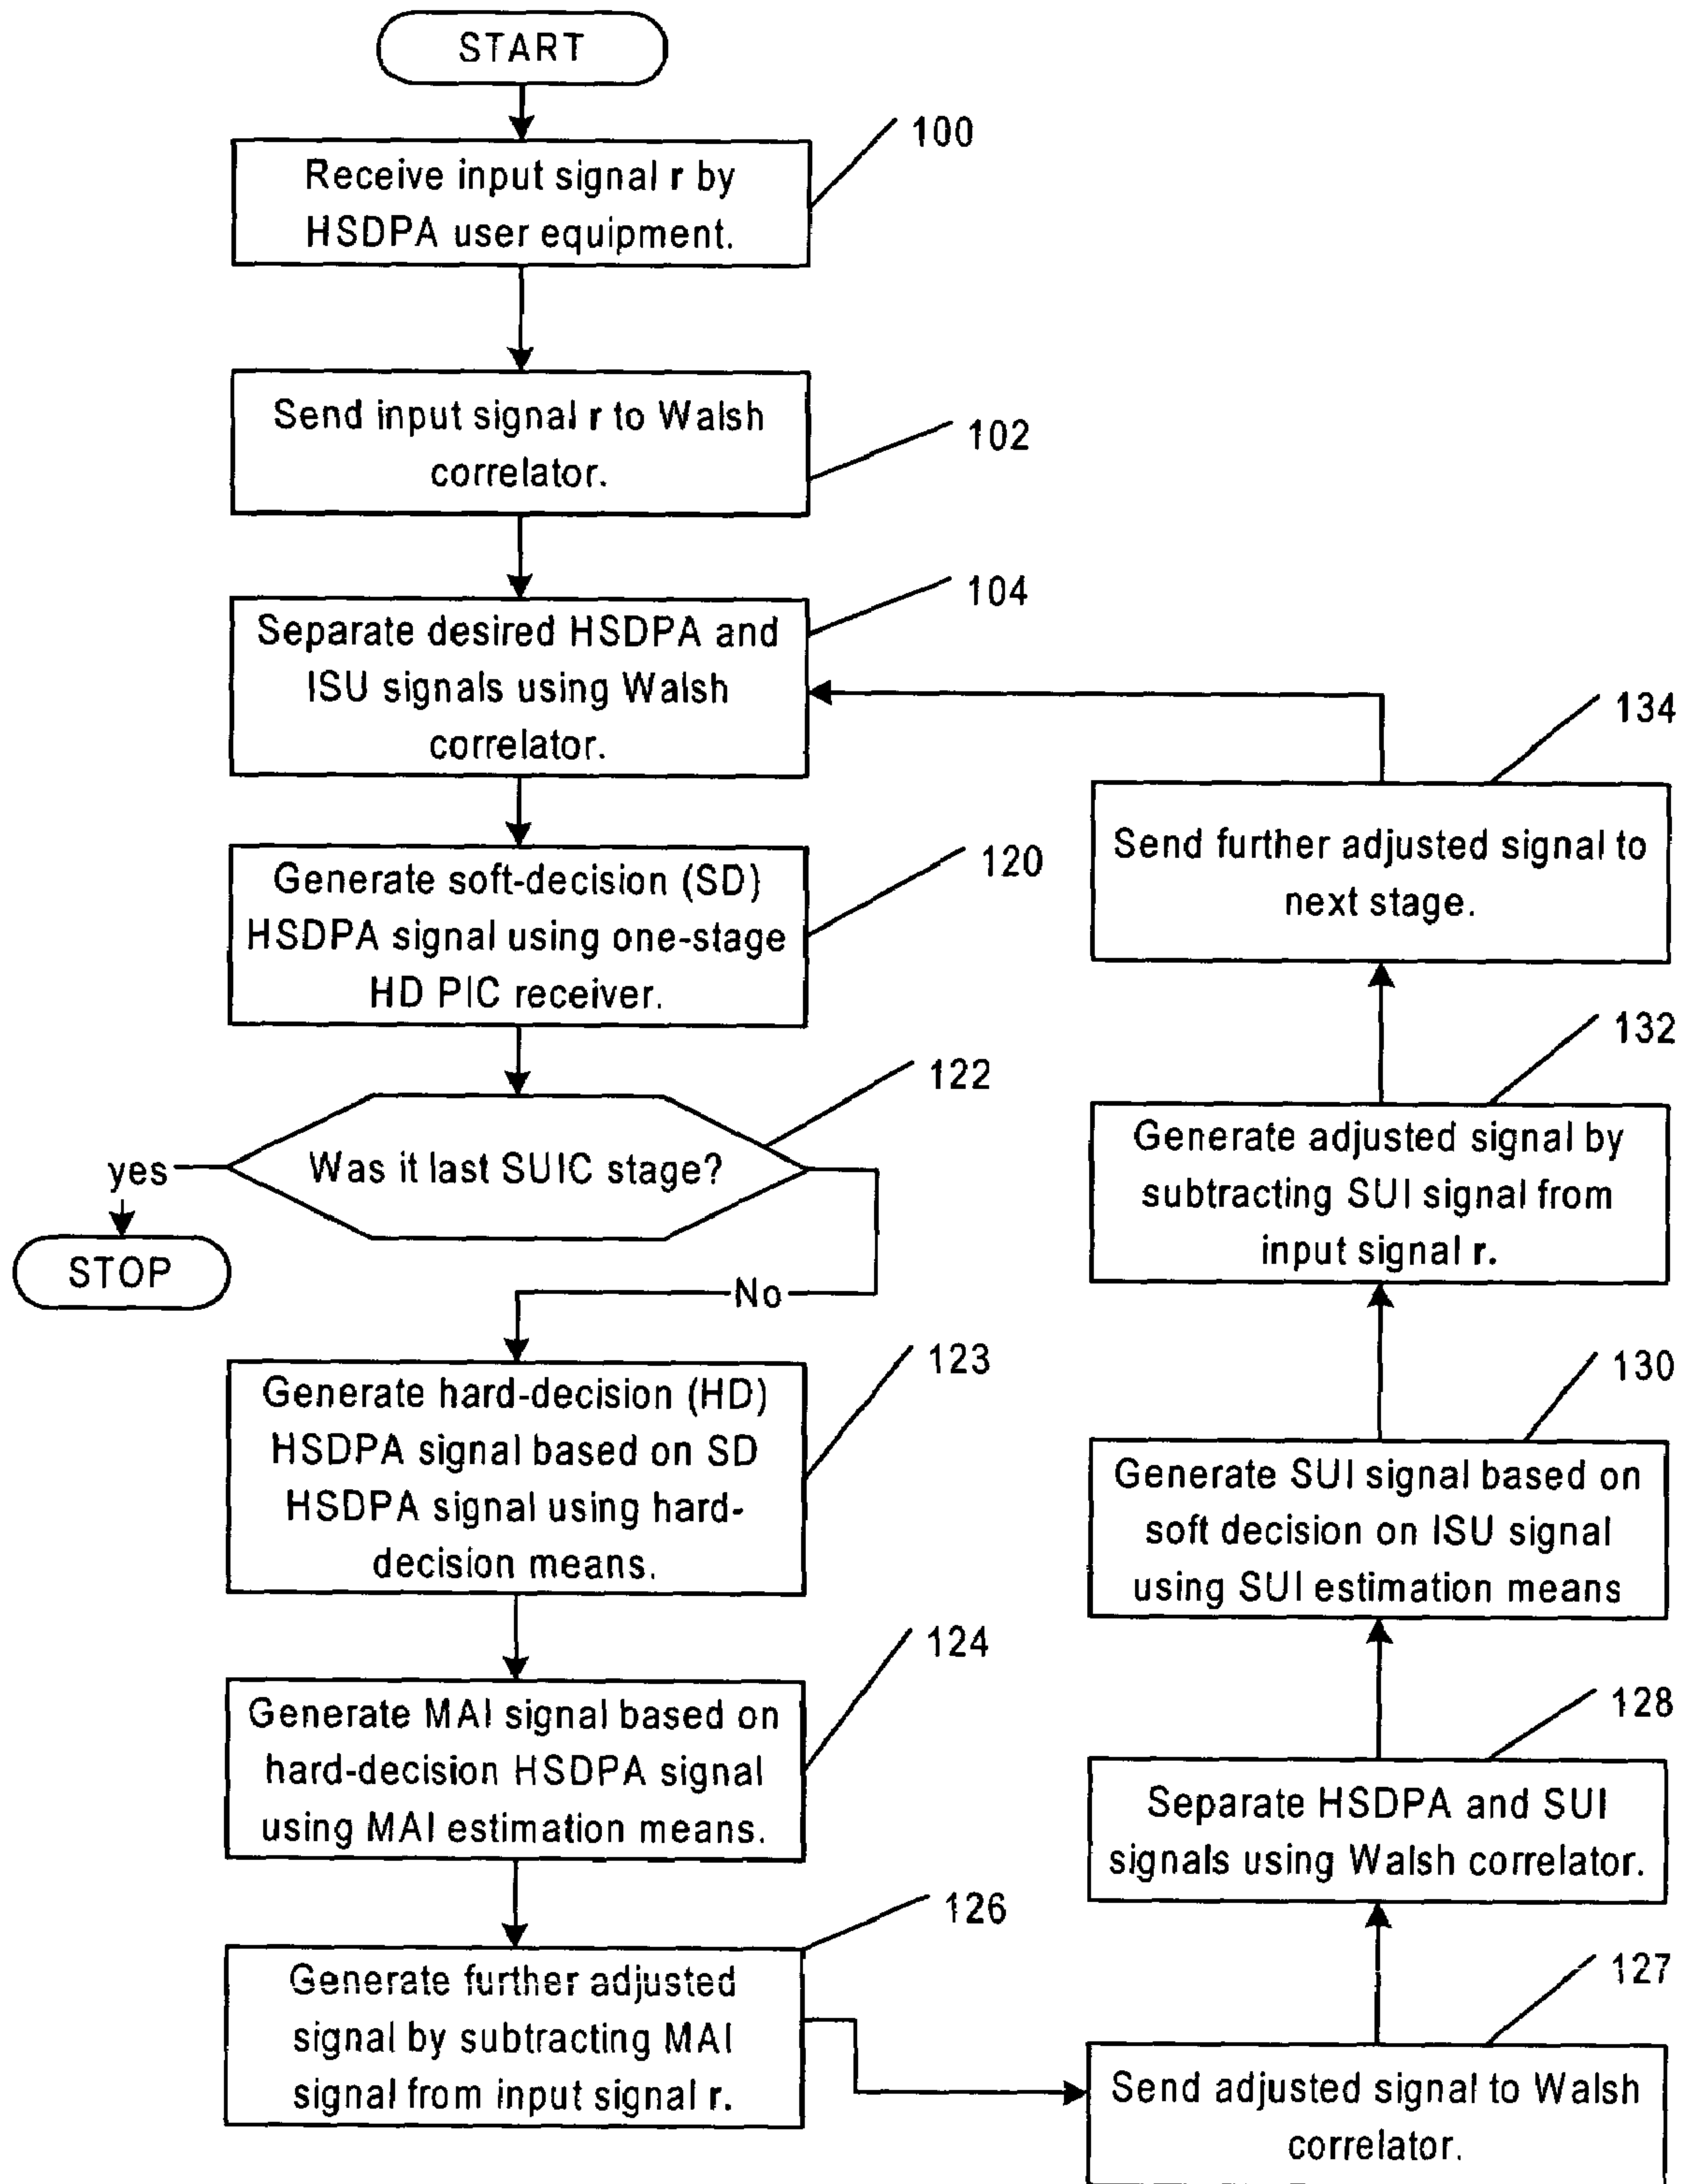 START
100
Receive input signal r by
HSDPA user equipment.
Send input signal r to Walsh
correlator.
102
104
Separate desired HSDPA and
ISU signals using Walsh
correlator.
Generate soft-decision (SD)
HSDPA signal using one-stage
HD PIC receiver.
120
122
Was it last SUIC stage?
yes
STOP
No
123
Generate hard-decision (HD)
HSDPA signal based on SD
HSDPA signal using hard-
decision means.
124
Generate MAI signal based on
hard-decision HSDPA signal
using MAI estimation means.
126
Generate further adjusted
signal by subtracting MAI
signal from input signal r.
127
Send adjusted signal to Walsh
correlator.
128
Separate HSDPA and SUI
signals using Walsh correlator.
130
Generate SUI signal based on
soft decision on ISU signal
using SUI estimation means
132
Generate adjusted signal by
subtracting SUI signal from
input signal r.
134
Send further adjusted signal to
next stage.